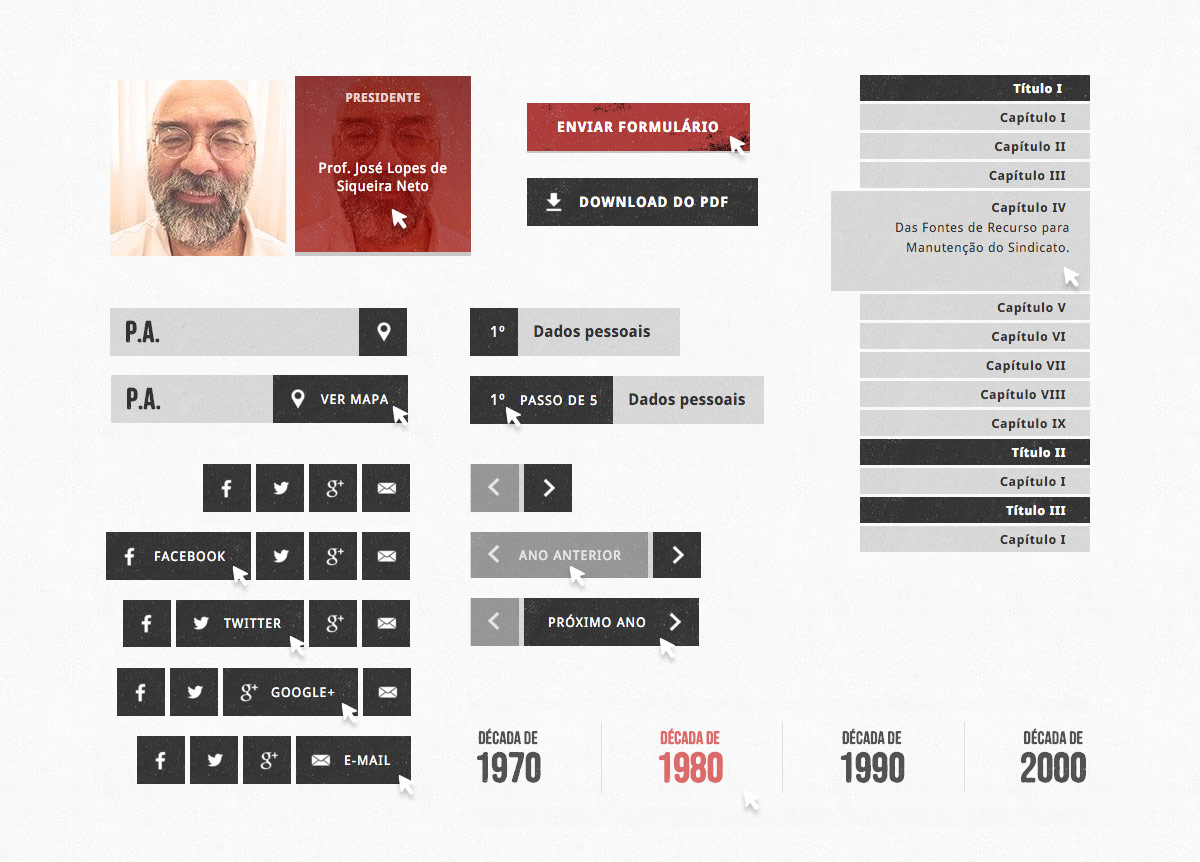 PRESIDENTE
Prof. José Lopes de
Siqueira Neto
ENVIAR FORMULÁRIO
DOWNLOAD DO PDF
Título I
Capítulo I
Capítulo II
Capítulo III
Capítulo IV
Das Fontes de Recurso para
Manutenção do Sindicato.
Capítulo V
Capítulo VI
Capítulo VII
Capítulo VIII
Capítulo IX
Título II
Capítulo I
Título III
Capítulo I
P.A.
P.A.
VER MAPA
1º Dados pessoais
1º PASSO DE 5 Dados pessoais
f g+
f FACEBOOK g+
f TWITTER g+
f g+ GOOGLE+
f g+ E-MAIL
ANO ANTERIOR
PRÓXIMO ANO
DÉCADA DE
1970
DÉCADA DE
1980
DÉCADA DE
1990
DÉCADA DE
2000